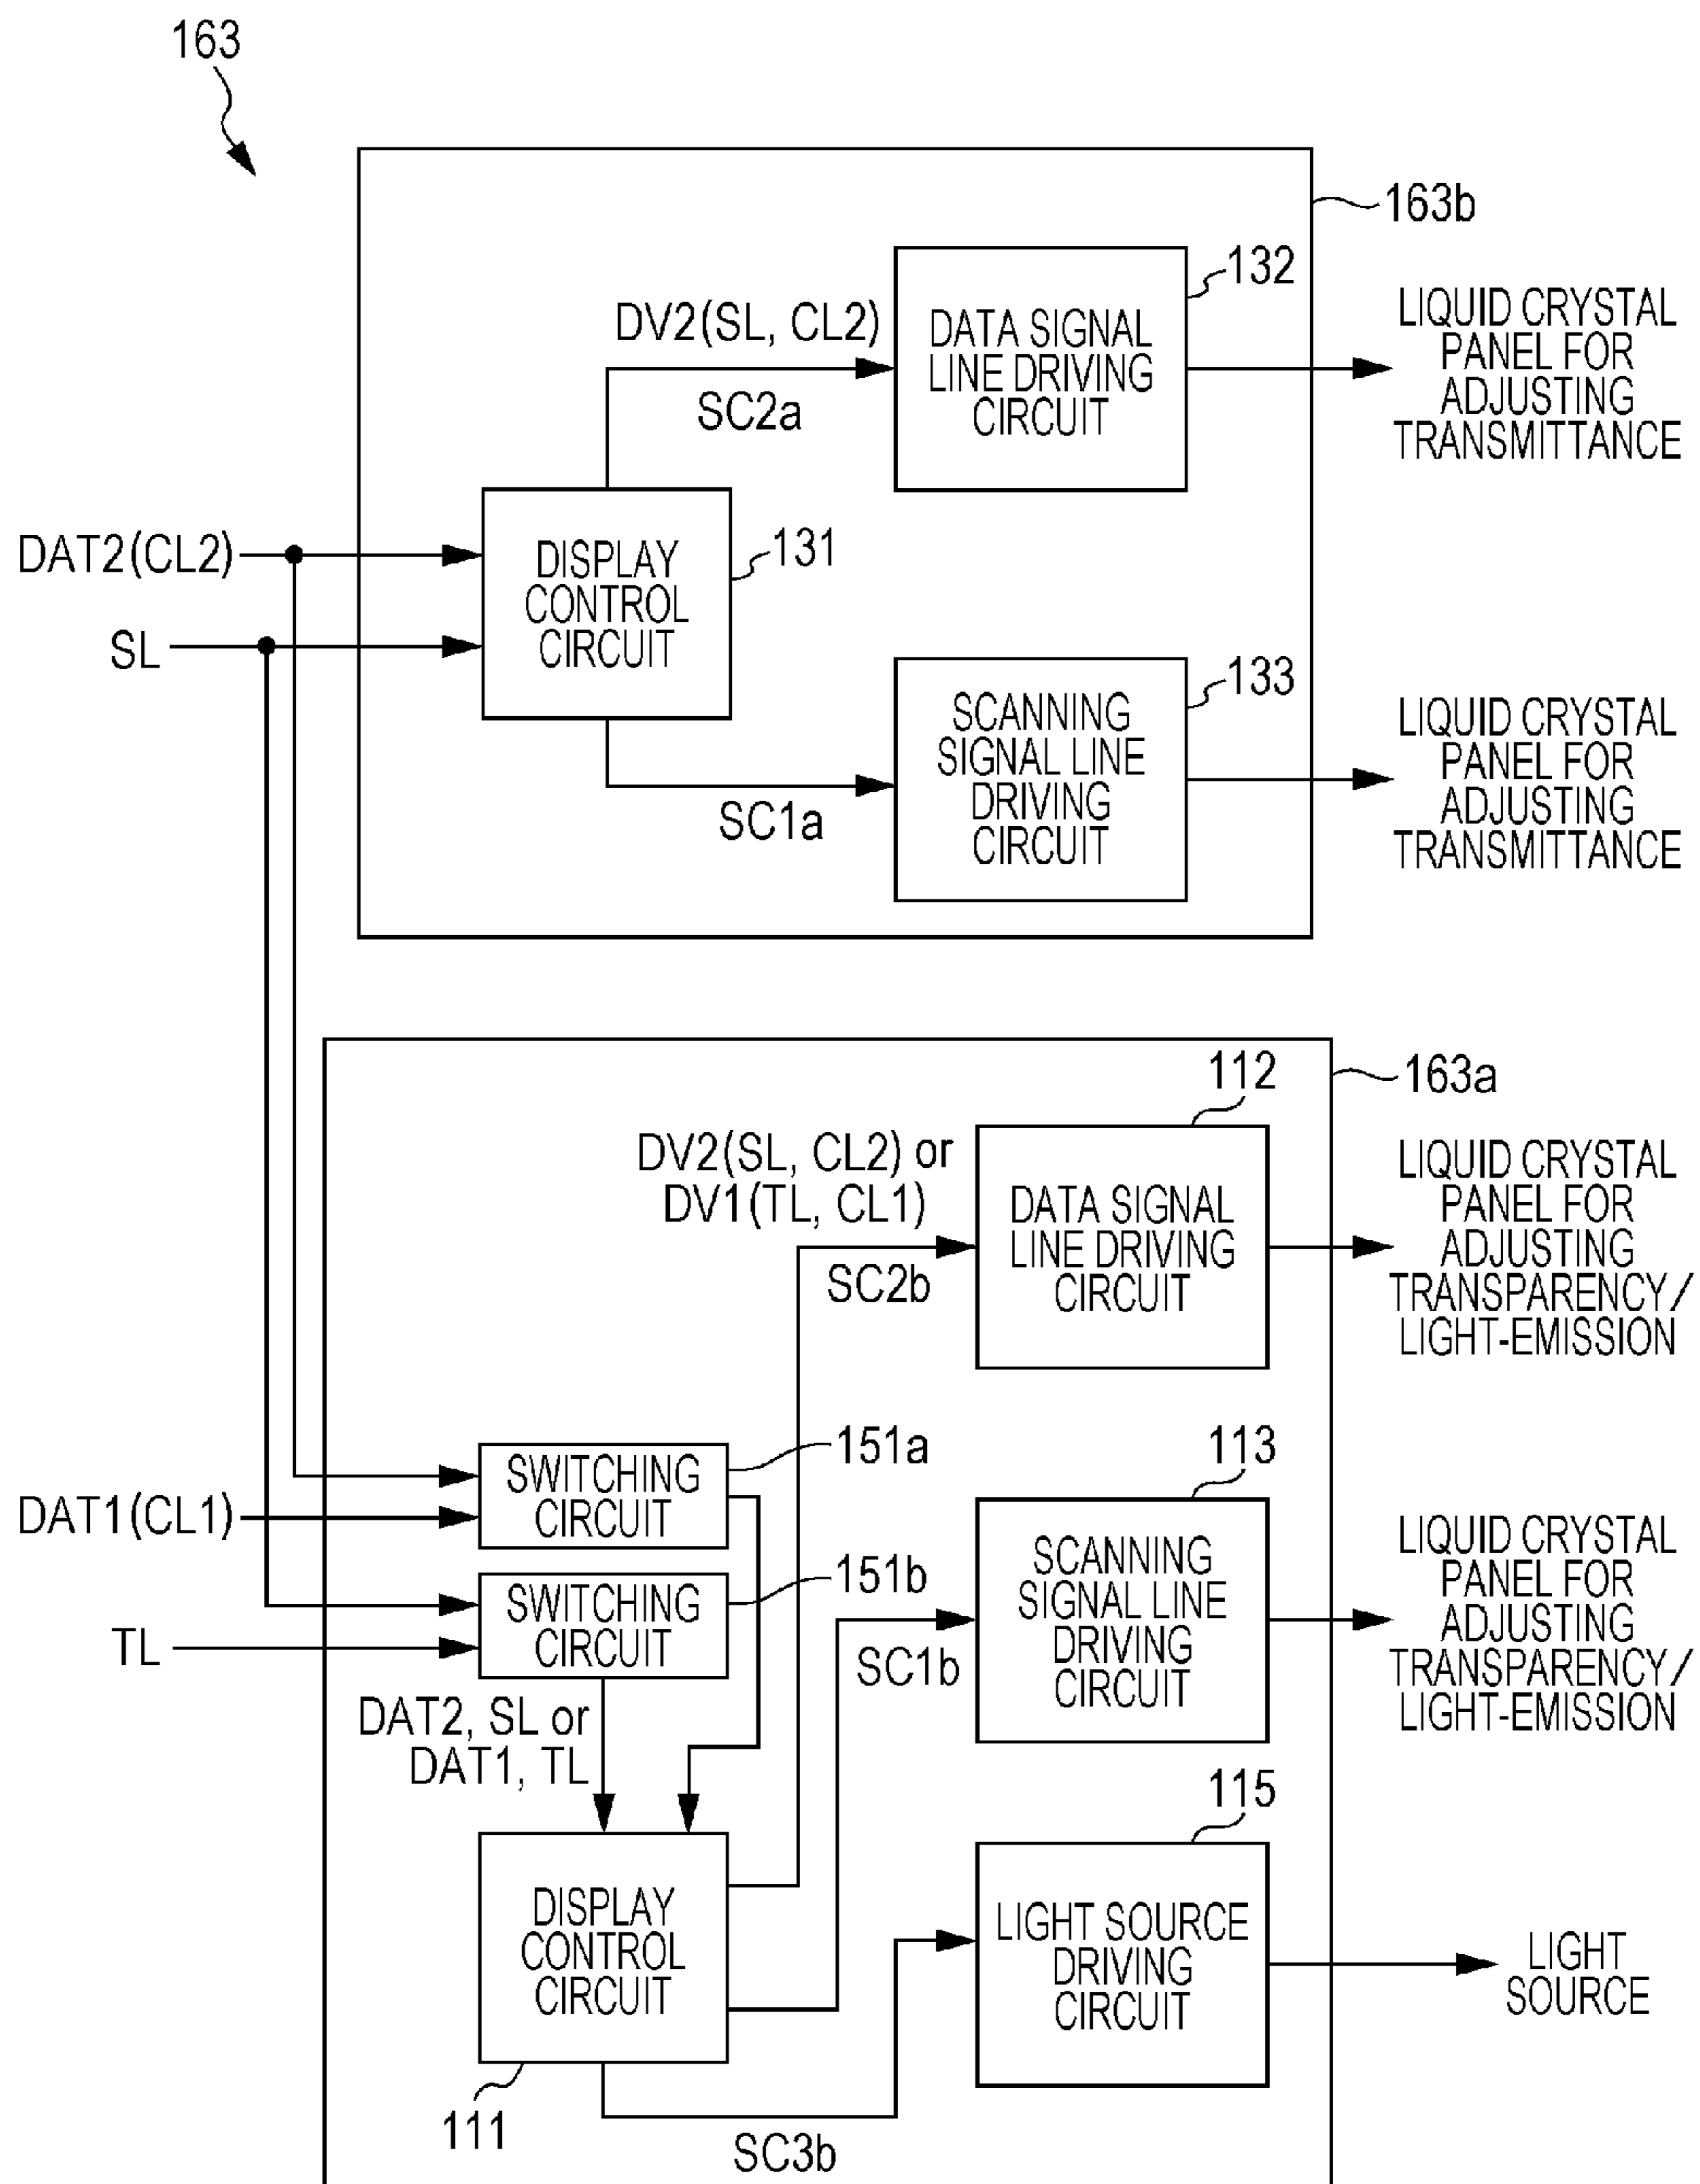 163
163b
132
DV2(SL, CL2)
SC2a
DATA SIGNAL
LINE DRIVING
CIRCUIT
LIQUID CRYSTAL
PANEL FOR
ADJUSTING
TRANSMITTANCE
DAT2(CL2)
SL
DISPLAY
CONTROL
CIRCUIT
131
133
SC1a
SCANNING
SIGNAL LINE
DRIVING
CIRCUIT
LIQUID CRYSTAL
PANEL FOR
ADJUSTING
TRANSMITTANCE
163a
112
DV2(SL, CL2) or
DV1(TL, CL1)
SC2b
DATA SIGNAL
LINE DRIVING
CIRCUIT
LIQUID CRYSTAL
PANEL FOR
ADJUSTING
TRANSPARENCY/
LIGHT-EMISSION
DAT1(CL1)
SWITCHING
CIRCUIT
151a
TL
SWITCHING
CIRCUIT
151b
113
SC1b
SCANNING
SIGNAL LINE
DRIVING
CIRCUIT
LIQUID CRYSTAL
PANEL FOR
ADJUSTING
TRANSPARENCY/
LIGHT-EMISSION
DAT2, SL or
DAT1, TL
DISPLAY
CONTROL
CIRCUIT
111
115
LIGHT SOURCE
DRIVING
CIRCUIT
LIGHT
SOURCE
SC3b